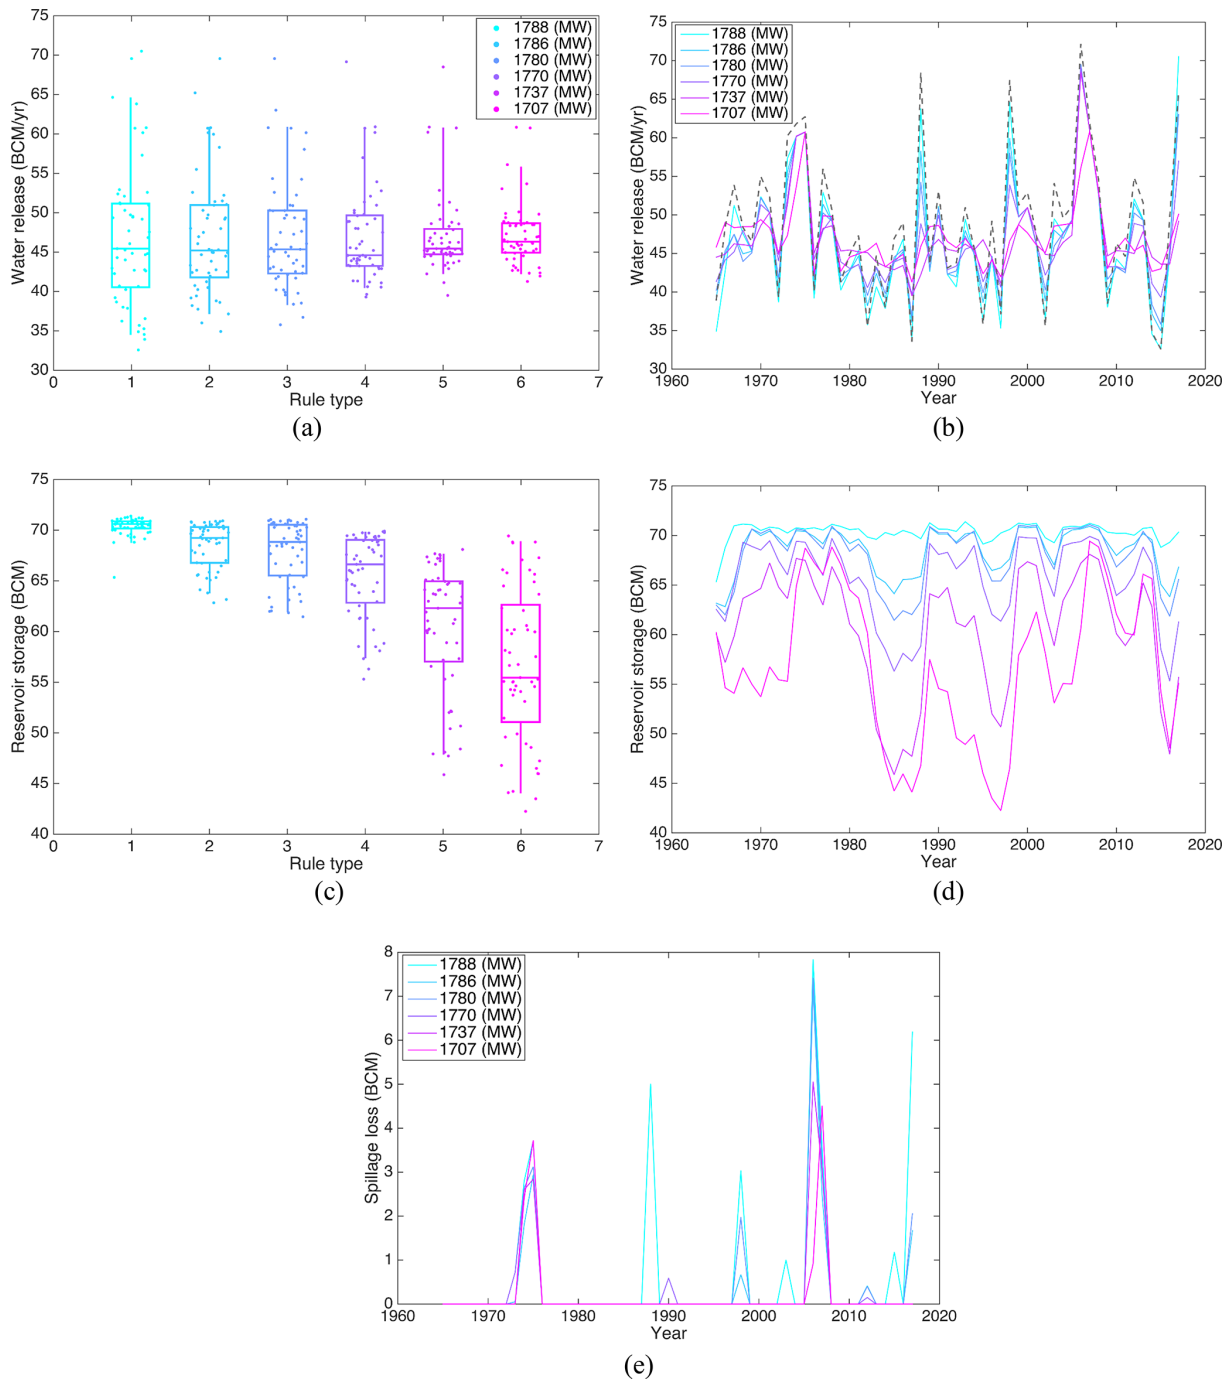 75
70
65
60
55
50
45
40
35
30
0
1
2
3
4
5
6
7
Water release (BCM/yr)
Rule type
1788 (MW)
1786 (MW)
1780 (MW)
1770 (MW)
1737 (MW)
1707 (MW)
(a)
75
70
65
60
55
50
45
40
35
30
1960
1970
1980
1990
2000
2010
2020
Water release (BCM/yr)
Year
1788 (MW)
1786 (MW)
1780 (MW)
1770 (MW)
1737 (MW)
1707 (MW)
(b)
75
70
65
60
55
50
45
40
0
1
2
3
4
5
6
7
Reservoir storage (BCM)
Rule type
(c)
75
70
65
60
55
50
45
40
1960
1970
1980
1990
2000
2010
2020
Reservoir storage (BCM)
Year
(d)
8
7
6
5
4
3
2
1
0
1960
1970
1980
1990
2000
2010
2020
Spillage loss (BCM)
Year
1788 (MW)
1786 (MW)
1780 (MW)
1770 (MW)
1737 (MW)
1707 (MW)
(e)